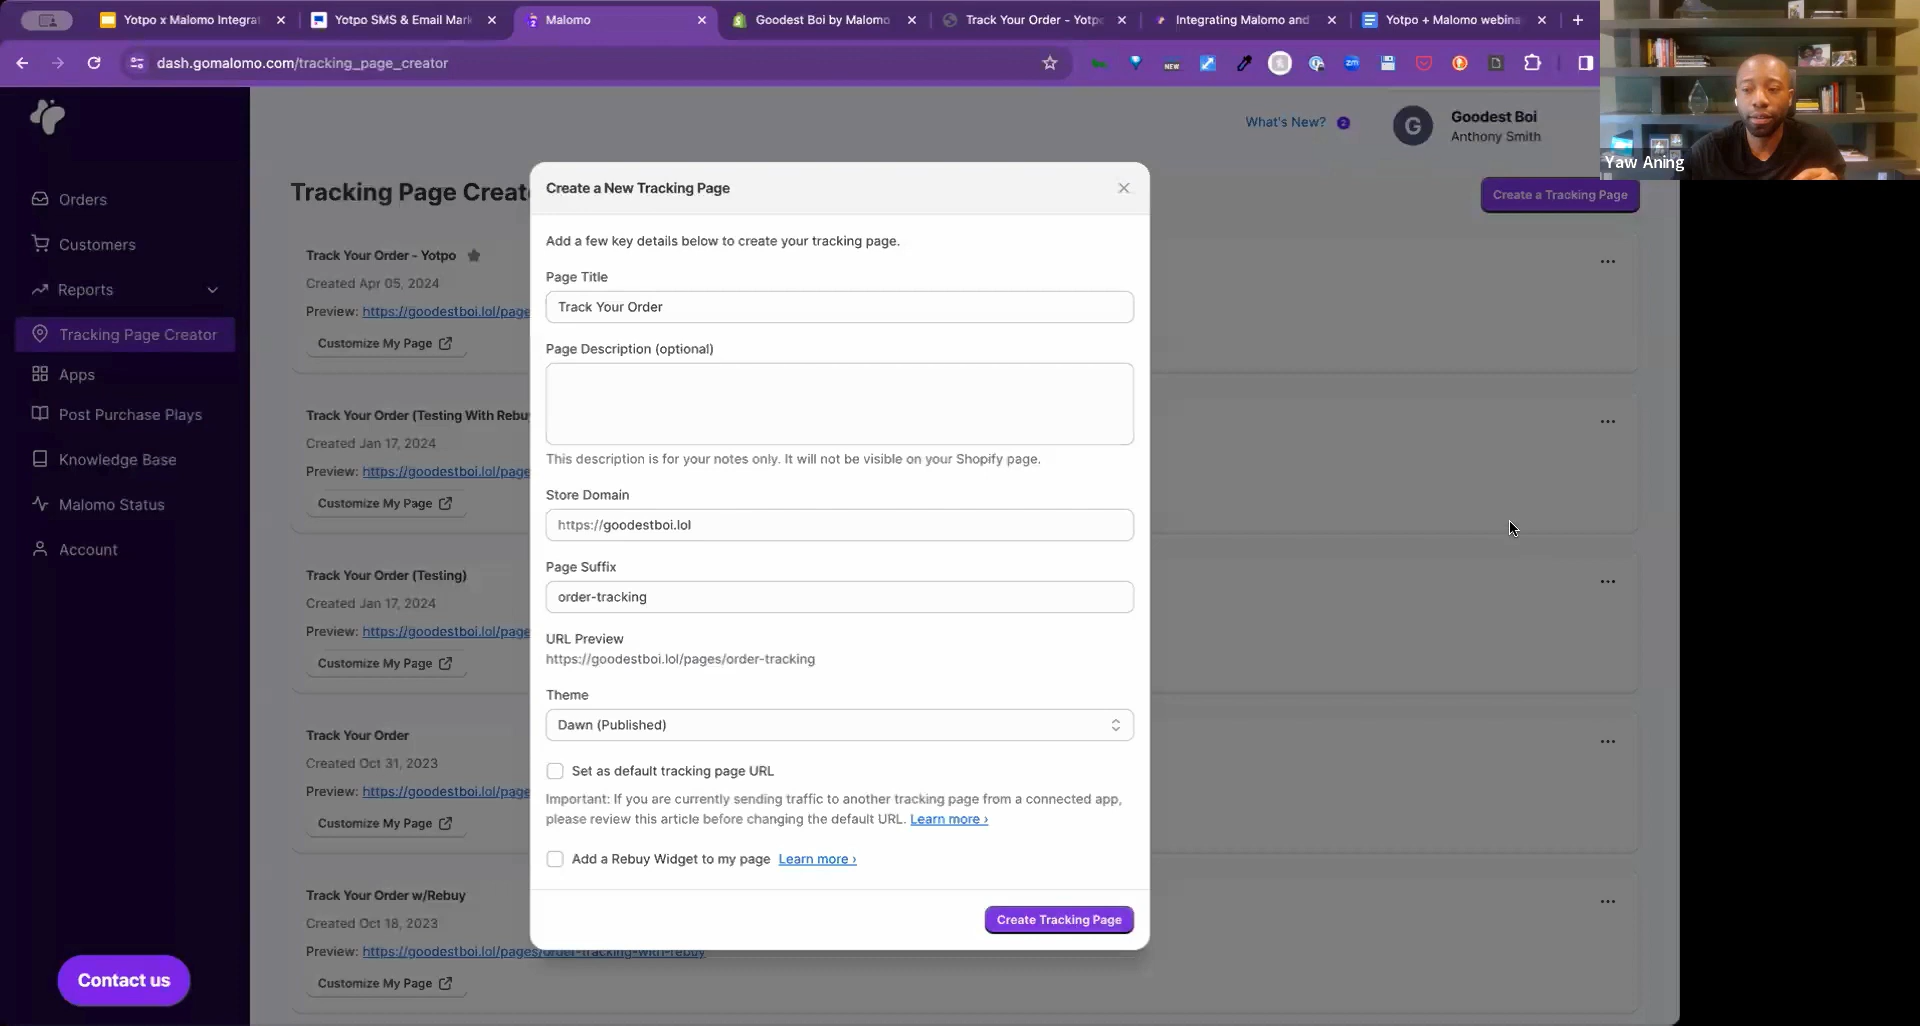 Yotpo x Malomo Integrat
Yotpo SMS & Email Mark
Malomo
Goodest Boi by Malomo
Track Your Order - Yotp
Integrating Malomo and
Yotpo + Malomo webina
dash.gomalomo.com/tracking_page_creator
NEW
zm
Yaw Aning
What's New? 2
G
Goodest Boi
Anthony Smith
Orders
Customers
Reports
Tracking Page Creator
Apps
Post Purchase Plays
Knowledge Base
Malomo Status
Account
Contact us
Tracking Page Creat
Create a Tracking Page
Track Your Order - Yotpo
Created Apr 05, 2024
Preview: https://goodestboi.lol/page
Customize My Page
Track Your Order (Testing With Rebu
Created Jan 17, 2024
Preview: https://goodestboi.lol/page
Customize My Page
Track Your Order (Testing)
Created Jan 17, 2024
Preview: https://goodestboi.lol/page
Customize My Page
Track Your Order
Created Oct 31, 2023
Preview: https://goodestboi.lol/page
Customize My Page
Track Your Order w/Rebuy
Created Oct 18, 2023
Preview: https://goodestboi.lol/pages/order-tracking-with-rebuy
Customize My Page
Create a New Tracking Page
Add a few key details below to create your tracking page.
Page Title
Track Your Order
Page Description (optional)
This description is for your notes only. It will not be visible on your Shopify page.
Store Domain
https://goodestboi.lol
Page Suffix
order-tracking
URL Preview
https://goodestboi.lol/pages/order-tracking
Theme
Dawn (Published)
Set as default tracking page URL
Important: If you are currently sending traffic to another tracking page from a connected app,
please review this article before changing the default URL. Learn more ›
Add a Rebuy Widget to my page Learn more ›
Create Tracking Page